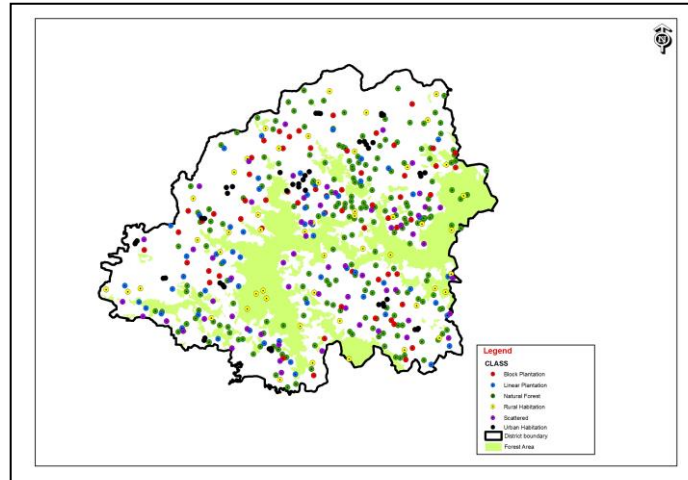 N
Legend
CLASS
Block Plantation
Linear Plantation
Natural Forest
Rural Habitation
Scattered
Urban Habitation
District boundary
Forest Area